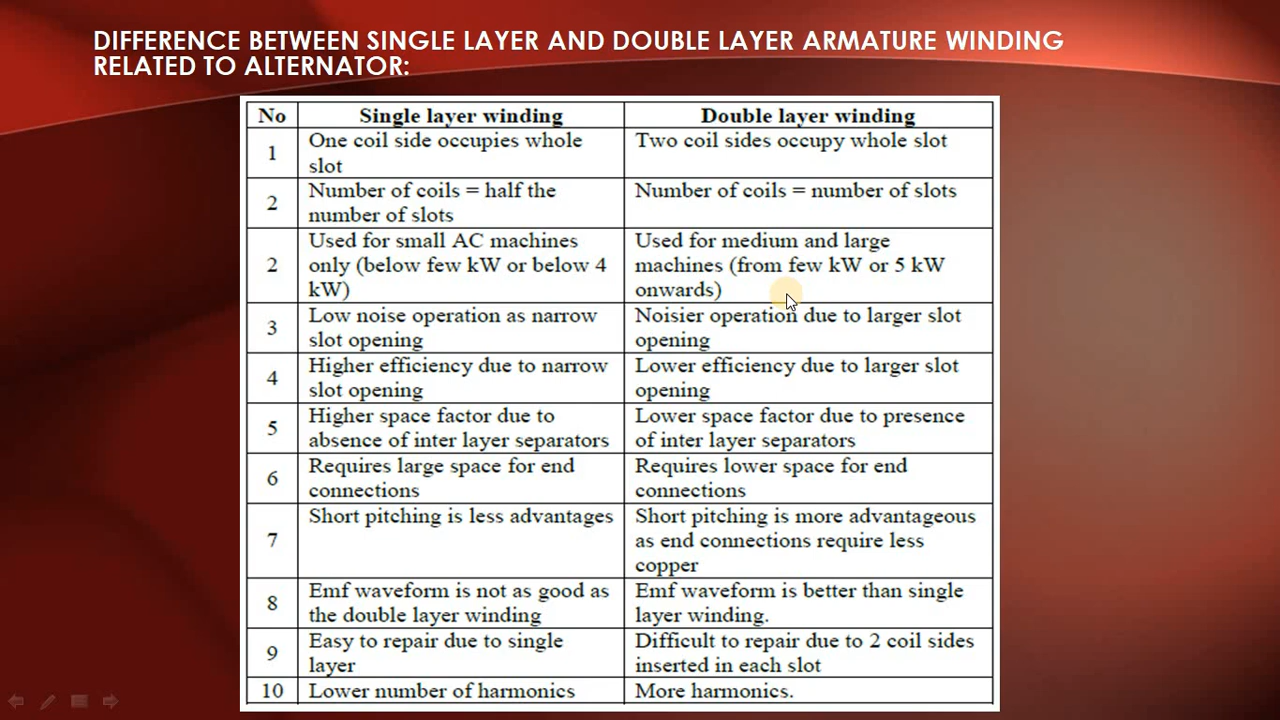 DIFFERENCE BETWEEN SINGLE LAYER AND DOUBLE LAYER ARMATURE WINDING
RELATED TO ALTERNATOR:
No Single layer winding Double layer winding
1
One coil side occupies whole
slot
Two coil sides occupy whole slot
2
Number of coils = half the
number of slots
Number of coils = number of slots
2
Used for small AC machines
only (below few kW or below 4
kW)
Used for medium and large
machines (from few kW or 5 kW
onwards)
3
Low noise operation as narrow
slot opening
Noisier operation due to larger slot
opening
4
Higher efficiency due to narrow
slot opening
Lower efficiency due to larger slot
opening
5
Higher space factor due to
absence of inter layer separators
Lower space factor due to presence
of inter layer separators
6
Requires large space for end
connections
Requires lower space for end
connections
7
Short pitching is less advantages
Short pitching is more advantageous
as end connections require less
copper
8
Emf waveform is not as good as
the double layer winding
Emf waveform is better than single
layer winding.
9
Easy to repair due to single
layer
Difficult to repair due to 2 coil sides
inserted in each slot
10
Lower number of harmonics
More harmonics.